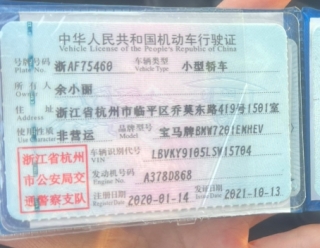 中华人民共和国机动车行驶证
Vehicle License of the People's Republic of China
号牌号码 浙AF75460 车辆类型 小型轿车
Plate No. Vehicle Type
所有人 余小丽
住址 浙江省杭州市临平区乔莫东路419号1501室
Address
使用性质 非营运 品牌型号 宝马牌BMW7201EMHEV
Use Character
浙江省杭州市公安局交通警察支队
车辆识别代号 LBVKY9105LSW15704
VIN
发动机号码 A3780868
Engine No.
注册日期 2020-01-14 发证日期 2021-10-13